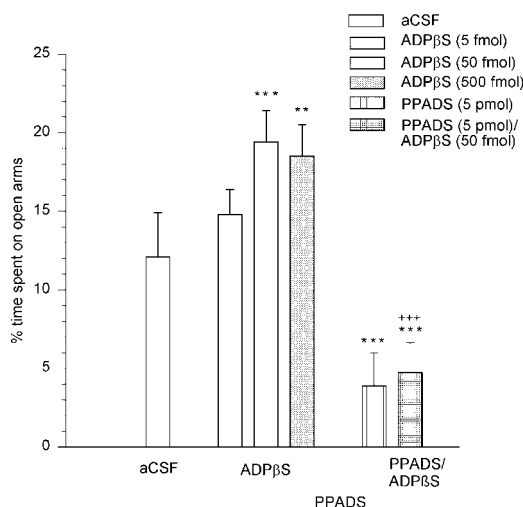 aCSF
ADPβS (5 fmol)
ADPβS (50 fmol)
ADPβS (500 fmol)
PPADS (5 pmol)
PPADS (5 pmol)/
ADPβS (50 fmol)
% time spent on open arms
25
20
15
10
5
0
***
**
***
+++
***
aCSF
ADPβS
PPADS
PPADS/
ADPßS